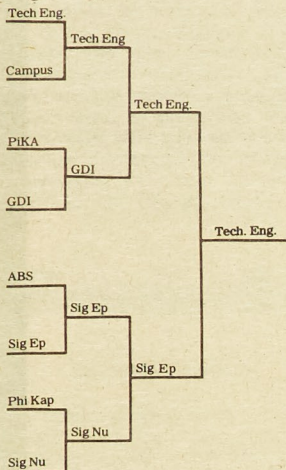 Tech Eng.
Tech Eng
Campus
Tech Eng.
PiKA
GDI
GDI
Tech. Eng.
ABS
Sig Ep
Sig Ep
Sig Ep
Phi Kap
Sig Nu
Sig Nu